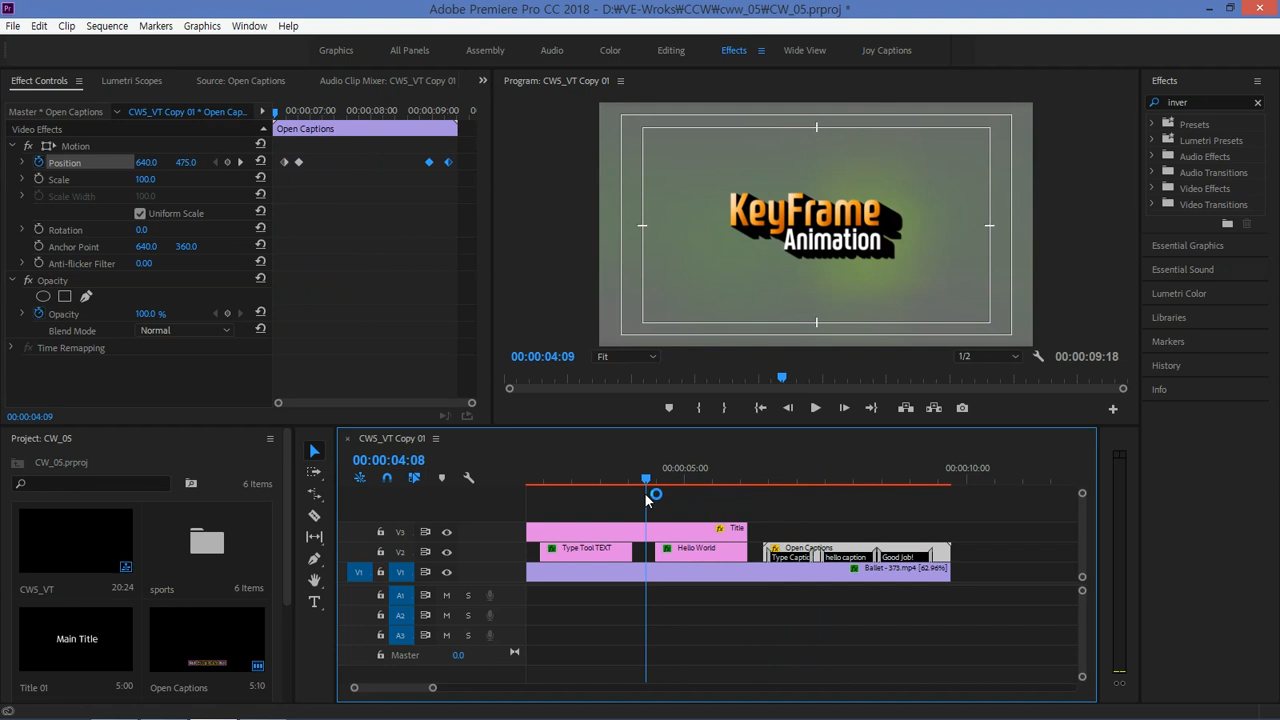 Adobe Premiere Pro CC 2018 - D:₩VE-Wroks₩CCW₩cww_05₩CW_05.prproj *
File Edit Clip Sequence Markers Graphics Window Help
Graphics All Panels Assembly Audio Color Editing Effects Wide View Joy Captions
Effect Controls Lumetri Scopes Source: Open Captions Audio Clip Mixer: CWS_VT Copy 01
Master * Open Captions CWS_VT Copy 01 * Open Cap... 00:00:07:00 00:00:08:00 00:00:09:00 0
Video Effects Open Captions
fx Motion
Position 640.0 475.0
Scale 100.0
Scale Width 100.0
Uniform Scale
Rotation 0.0
Anchor Point 640.0 360.0
Anti-flicker Filter 0.00
fx Opacity
Opacity 100.0 %
Blend Mode Normal
fx Time Remapping
00:00:04:09
Program: CWS_VT Copy 01
KeyFrame
Animation
00:00:04:09 Fit 1/2 00:00:09:18
Effects
inver
Presets
Lumetri Presets
Audio Effects
Audio Transitions
Video Effects
Video Transitions
Essential Graphics
Essential Sound
Lumetri Color
Libraries
Markers
History
Info
Project: CW_05
CW_05.prproj
6 Items
CWS_VT 20:24
sports 6 Items
Main Title
Title 01 5:00
Open Captions 5:10
CWS_VT Copy 01
00:00:04:08
00:00:05:00 00:00:10:00
V3 fx Title
V2 fx Type Tool TEXT fx Hello World fx Open Captions
Type Captic hello caption Good Job!
V1 V1 fx Ballet - 373.mp4 [62.96%]
A1 M S
A2 M S
A3 M S
Master 0.0